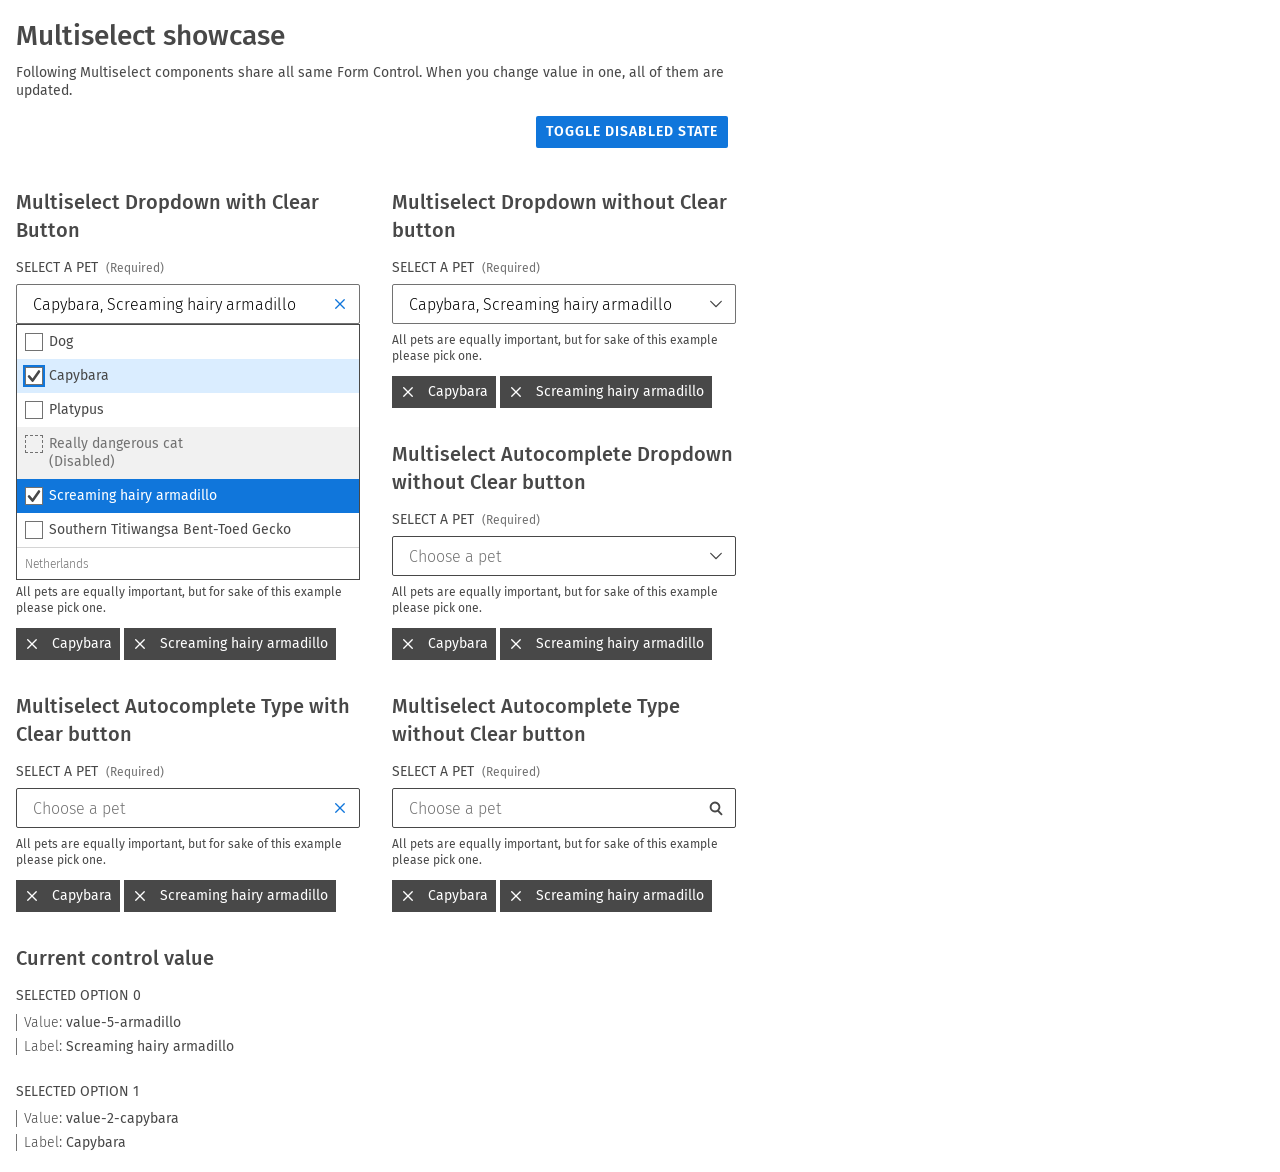 Multiselect showcase
Following Multiselect components share all same Form Control. When you change value in one, all of them are
updated.
TOGGLE DISABLED STATE
Multiselect Dropdown with Clear
Button
SELECT A PET (Required)
Capybara, Screaming hairy armadillo
Dog
Capybara
Platypus
Really dangerous cat
(Disabled)
Screaming hairy armadillo
Southern Titiwangsa Bent-Toed Gecko
Netherlands
All pets are equally important, but for sake of this example
please pick one.
Capybara
Screaming hairy armadillo
Multiselect Dropdown without Clear
button
SELECT A PET (Required)
Capybara, Screaming hairy armadillo
All pets are equally important, but for sake of this example
please pick one.
Capybara
Screaming hairy armadillo
Multiselect Autocomplete Dropdown
without Clear button
SELECT A PET (Required)
Choose a pet
All pets are equally important, but for sake of this example
please pick one.
Capybara
Screaming hairy armadillo
Multiselect Autocomplete Type with
Clear button
SELECT A PET (Required)
Choose a pet
All pets are equally important, but for sake of this example
please pick one.
Capybara
Screaming hairy armadillo
Multiselect Autocomplete Type
without Clear button
SELECT A PET (Required)
Choose a pet
All pets are equally important, but for sake of this example
please pick one.
Capybara
Screaming hairy armadillo
Current control value
SELECTED OPTION 0
Value: value-5-armadillo
Label: Screaming hairy armadillo
SELECTED OPTION 1
Value: value-2-capybara
Label: Capybara